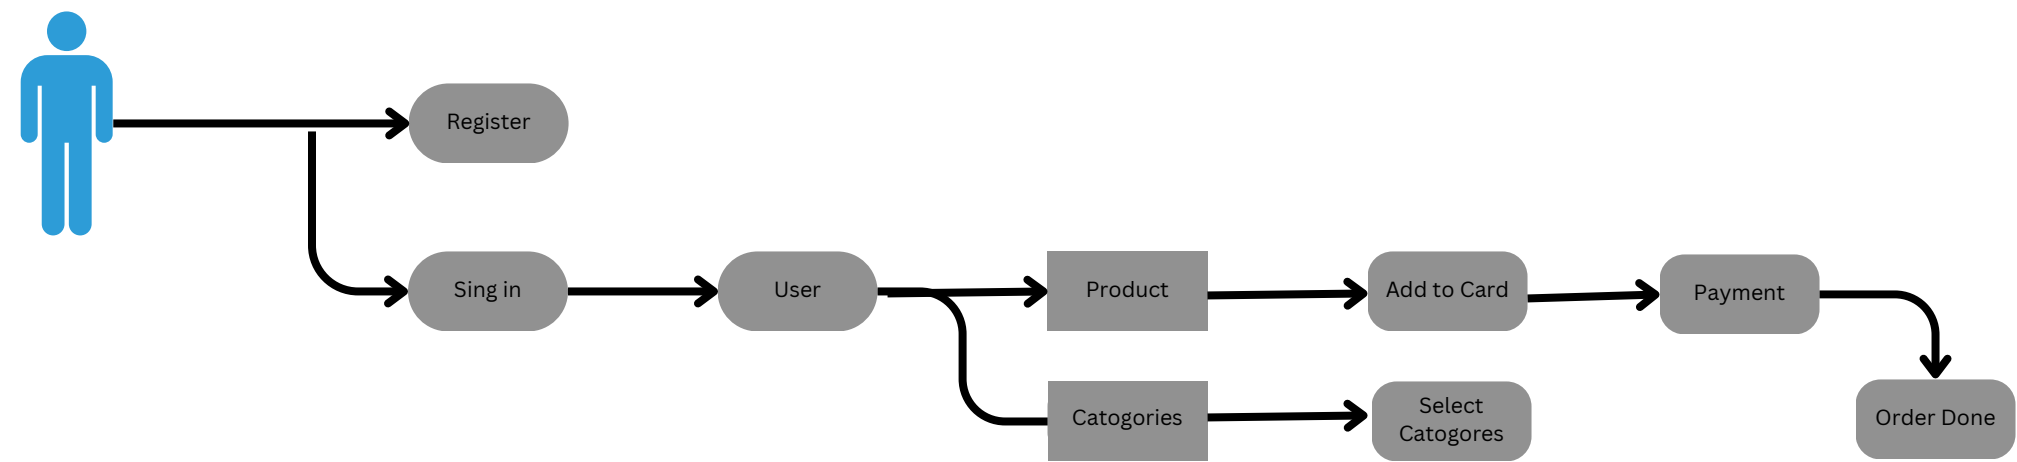 Register
Sing in
User
Product
Add to Card
Payment
Catogories
Select
Catogores
Order Done